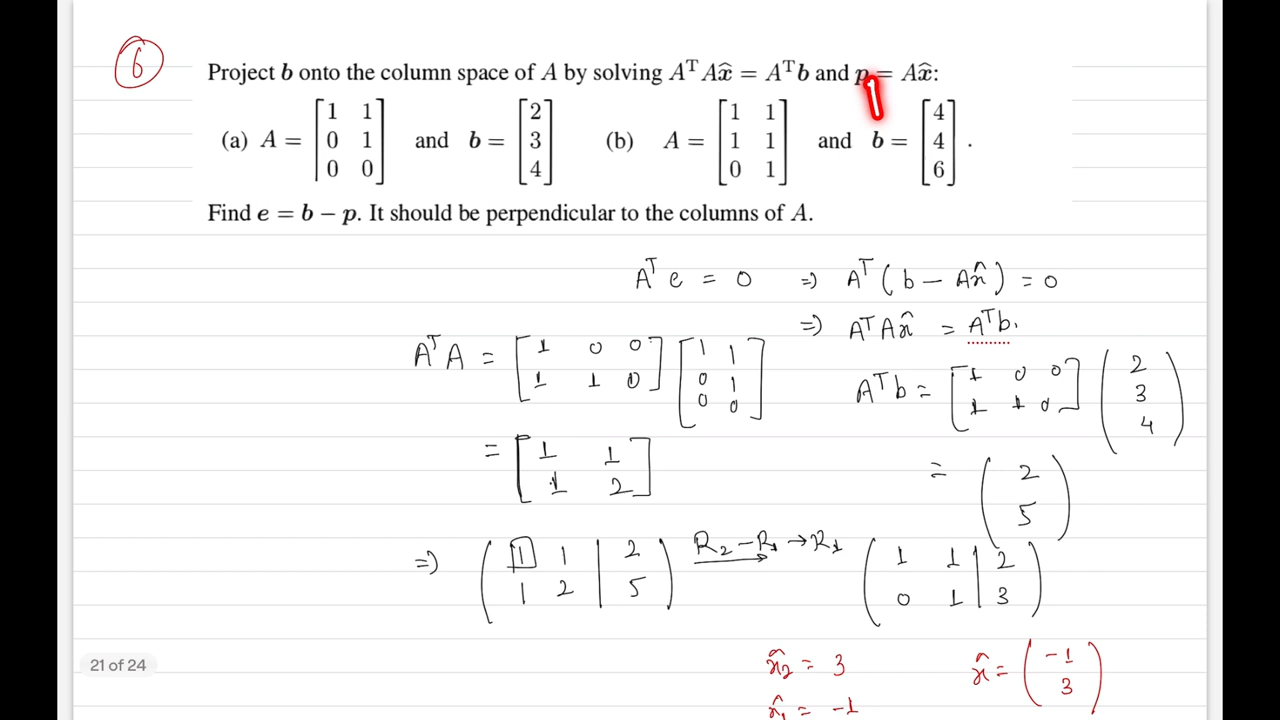 6
Project b onto the column space of A by solving AᵀAx̂ = Aᵀb and p = Ax̂:
(a) A = [1 1; 0 1; 0 0] and b = [2; 3; 4] (b) A = [1 1; 1 1; 0 1] and b = [4; 4; 6] .
Find e = b − p. It should be perpendicular to the columns of A.
Aᵀ e = 0 ⇒ Aᵀ ( b − Ax̂ ) = 0
⇒ AᵀAx̂ = Aᵀb.
AᵀA = [1 0 0; 1 1 0] [1 1; 0 1; 0 0]
Aᵀb = [1 0 0; 1 1 0] (2; 3; 4)
= [1 1; 1 2]
= (2; 5)
⇒ (1 1 | 2; 1 2 | 5) R₂ − R₁ → R₁ (1 1 | 2; 0 1 | 3)
x̂₂ = 3 x̂ = (-1; 3)
x̂₁ = -1
21 of 24